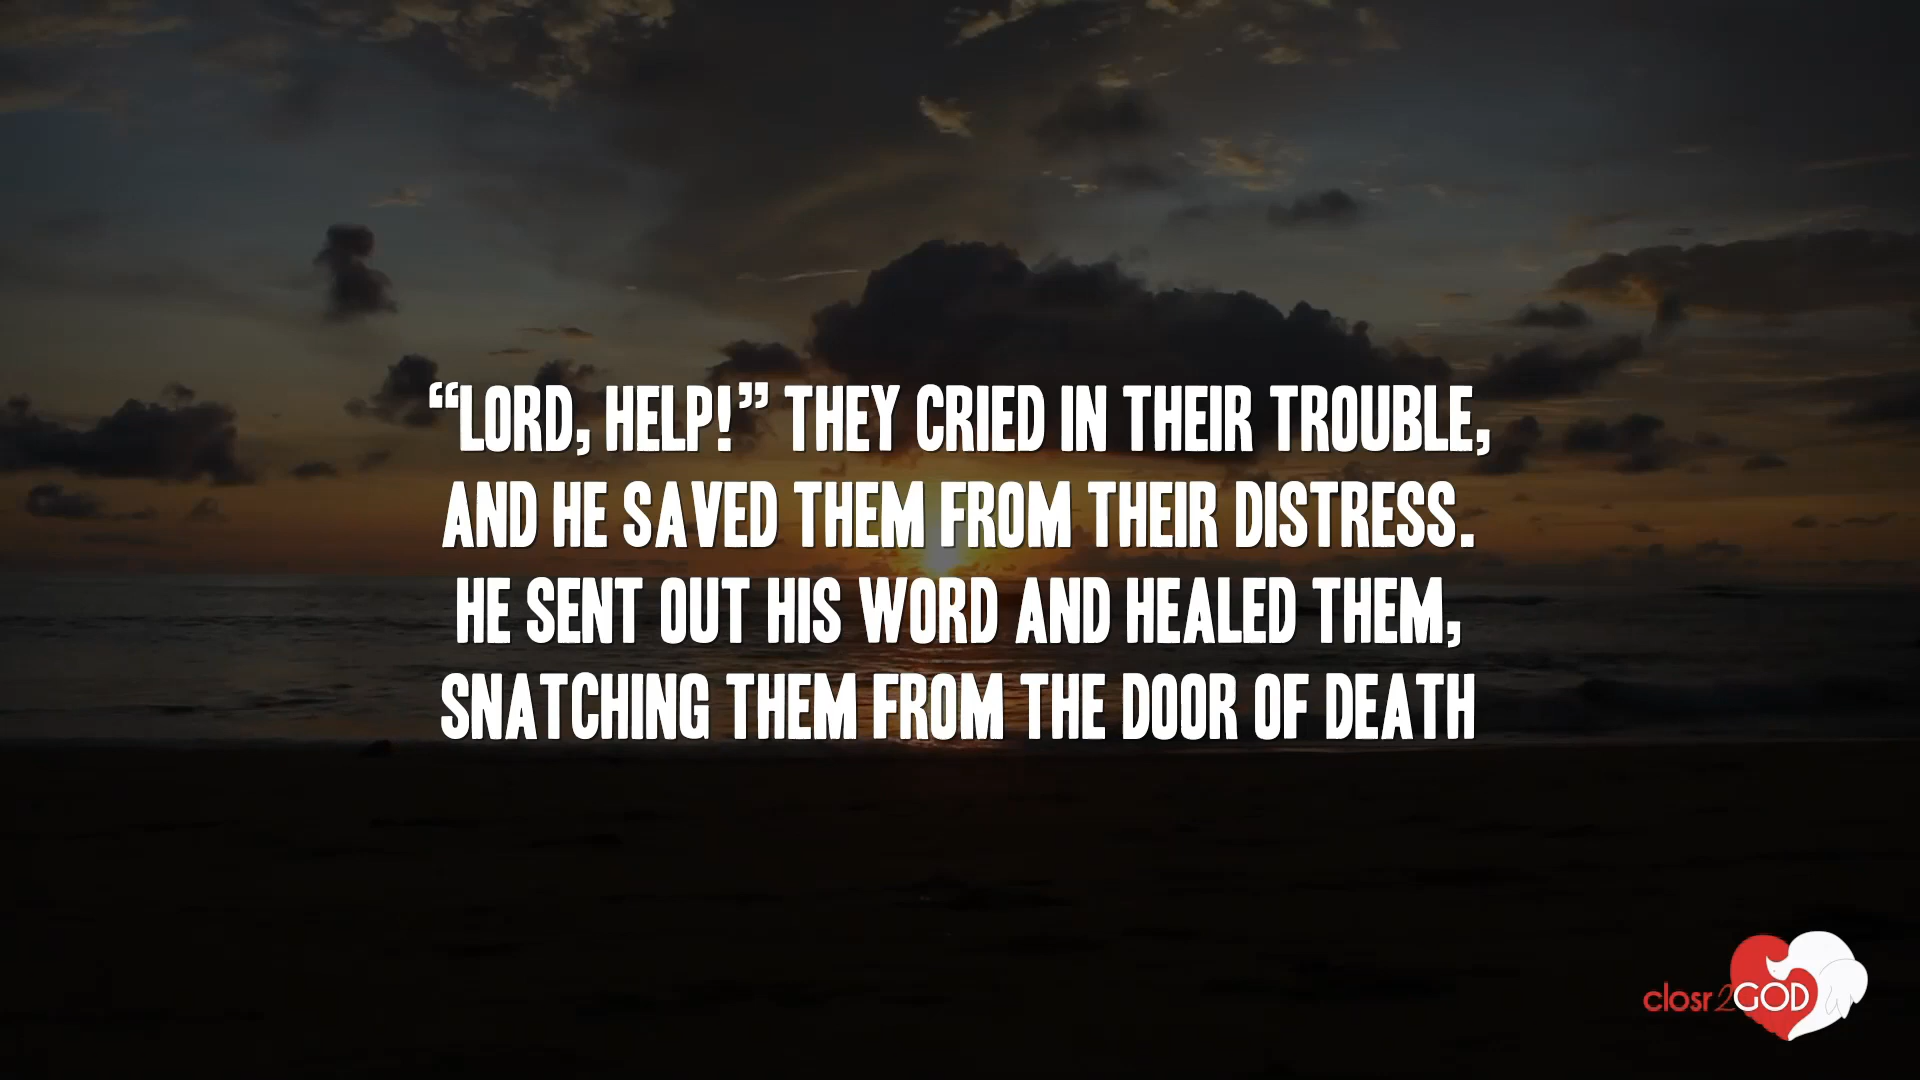 “LORD, HELP!” THEY CRIED IN THEIR TROUBLE,
AND HE SAVED THEM FROM THEIR DISTRESS.
HE SENT OUT HIS WORD AND HEALED THEM,
SNATCHING THEM FROM THE DOOR OF DEATH
closr2GOD